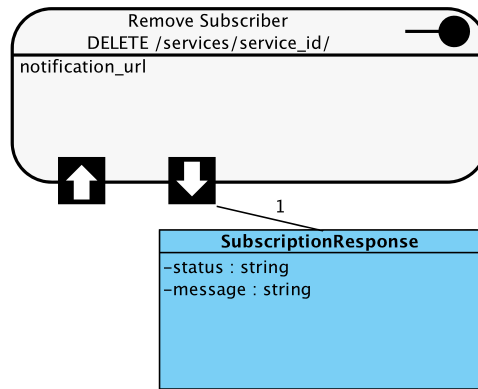 Remove Subscriber
DELETE /services/service_id/
notification_url
1
SubscriptionResponse
-status : string
-message : string